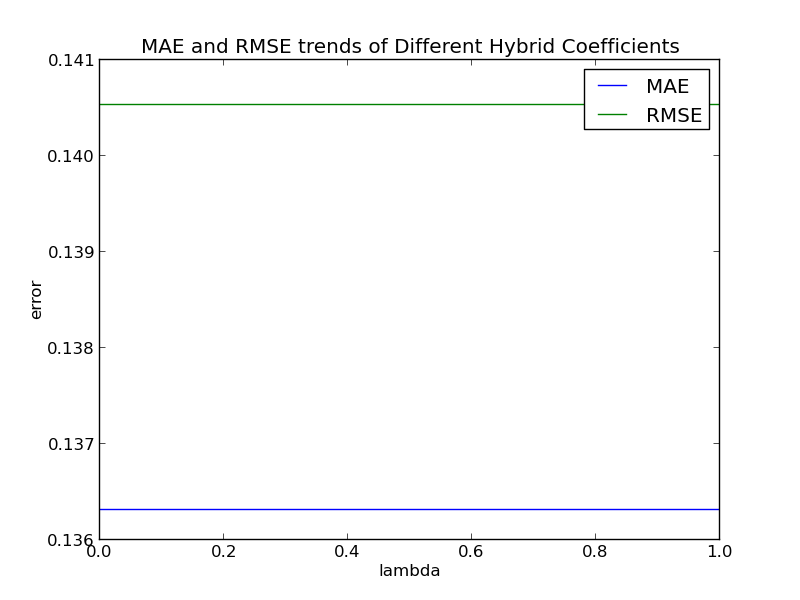 MAE and RMSE trends of Different Hybrid Coefficients
0.141
MAE
RMSE
0.140
0.139
error
0.138
0.137
0.136
0.0 0.2 0.4 0.6 0.8 1.0
lambda